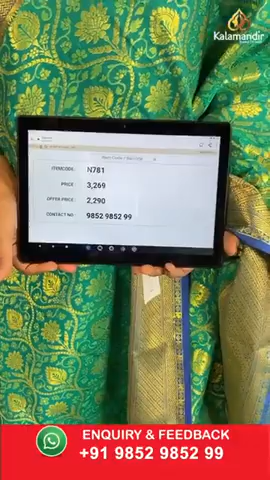 Kalamandir
ITEMCODE: N781
PRICE: 3,269
OFFER PRICE: 2,290
CONTACT NO: 9852 9852 99
ENQUIRY & FEEDBACK
+91 9852 9852 99